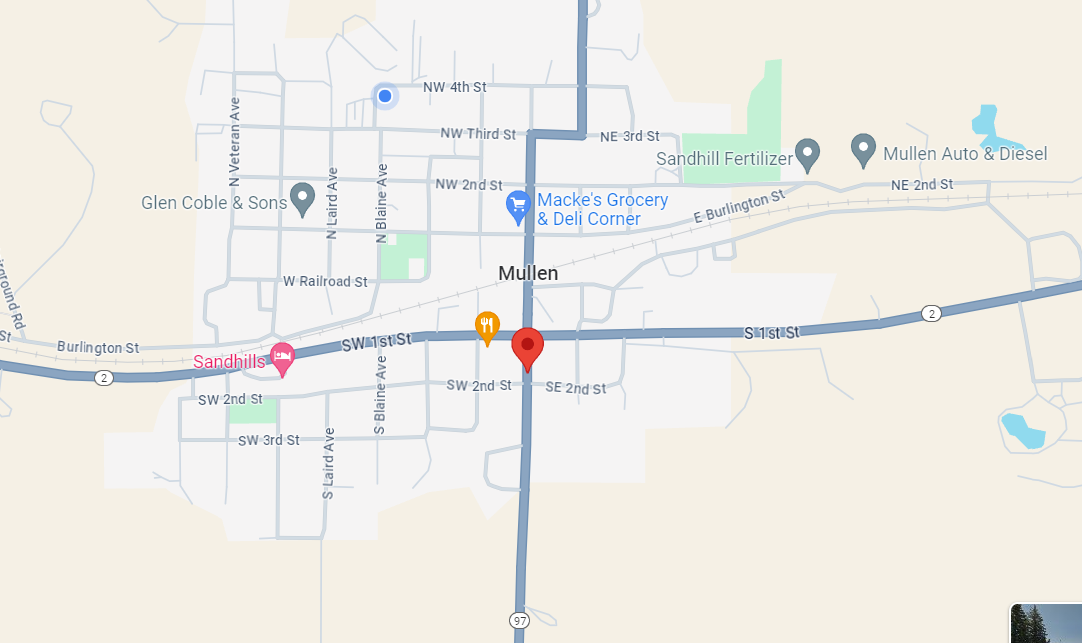 NW 4th St
N Veteran Ave
NW Third St
NE 3rd St
Sandhill Fertilizer
Mullen Auto & Diesel
NW 2nd St
NE 2nd St
Glen Coble & Sons
N Laird Ave
N Blaine Ave
Macke's Grocery
& Deli Corner
E Burlington St
Mullen
W Railroad St
2
S 1st St
SW 1st St
St
Burlington St
Sandhills
2
SW 2nd St
SE 2nd St
SW 2nd St
S Blaine Ave
SW 3rd St
S Laird Ave
97